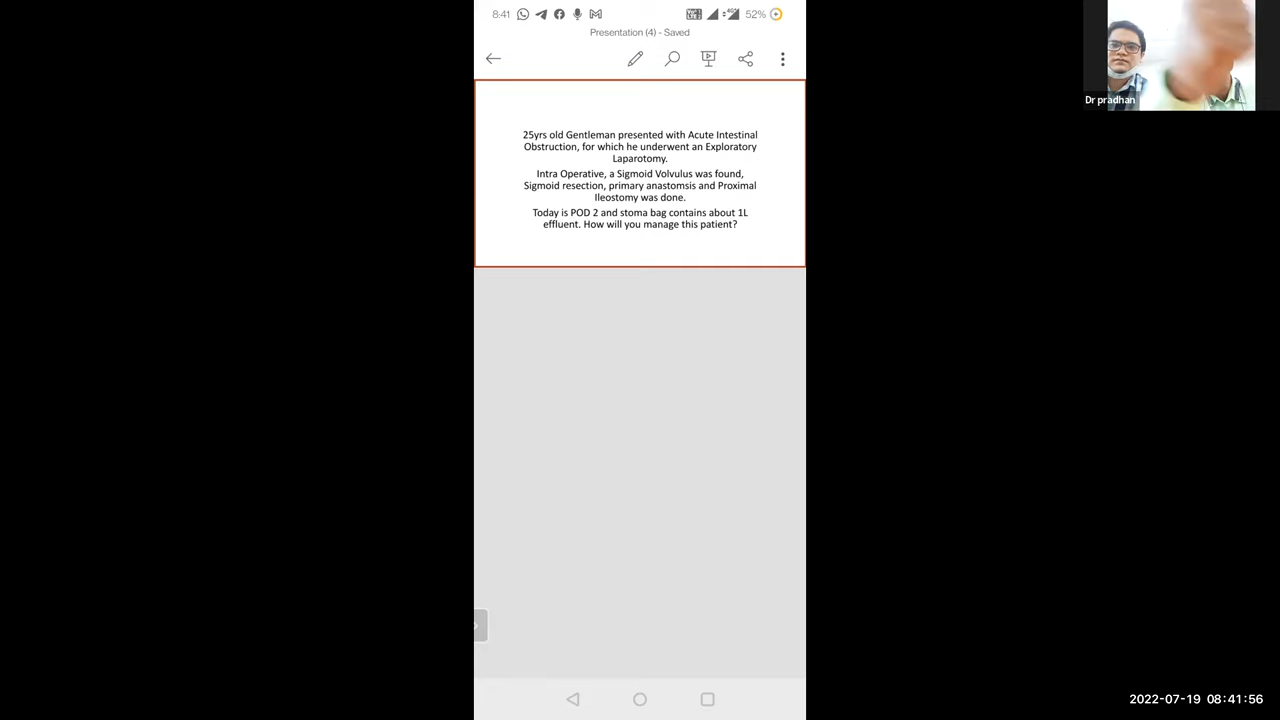 8:41
52%
Presentation (4) - Saved
25yrs old Gentleman presented with Acute Intestinal
Obstruction, for which he underwent an Exploratory
Laparotomy.
Intra Operative, a Sigmoid Volvulus was found,
Sigmoid resection, primary anastomsis and Proximal
Ileostomy was done.
Today is POD 2 and stoma bag contains about 1L
effluent. How will you manage this patient?
Dr pradhan
2022-07-19 08:41:56